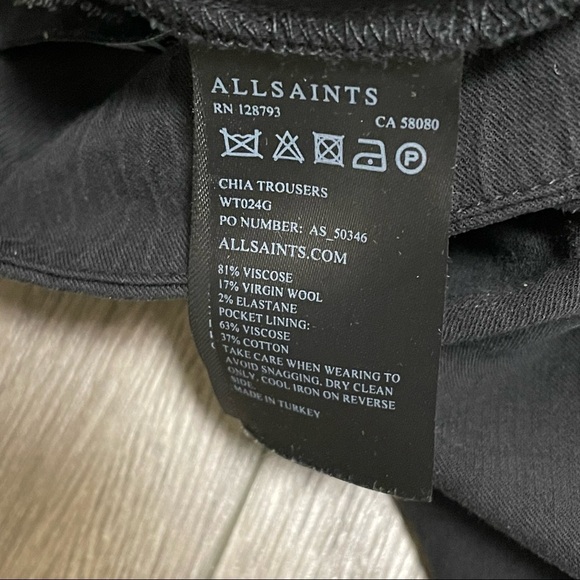 ALLSAINTS
RN 128793
CA 58080
P
CHIA TROUSERS
WT024G
PO NUMBER: AS_50346
ALLSAINTS.COM
81% VISCOSE
17% VIRGIN WOOL
2% ELASTANE
POCKET LINING:
63% VISCOSE
37% COTTON
TAKE CARE WHEN WEARING TO
AVOID SNAGGING, DRY CLEAN
ONLY, COOL IRON ON REVERSE
SIDE.
MADE IN TURKEY